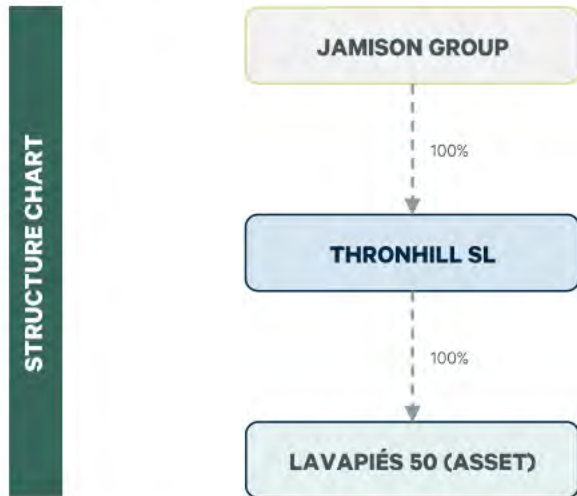 STRUCTURE CHART
JAMISON GROUP
100%
THRONHILL SL
100%
LAVAPIÉS 50 (ASSET)